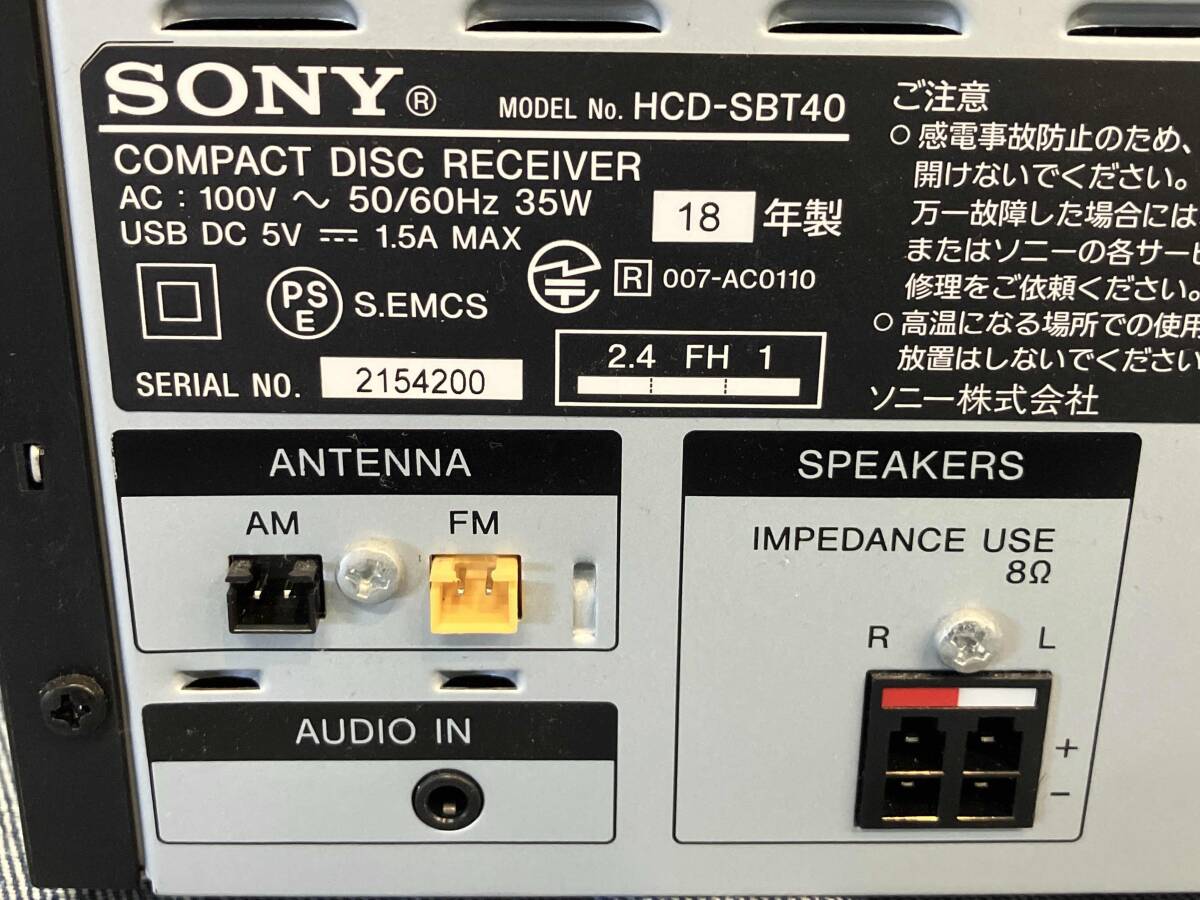 SONY® MODEL No. HCD-SBT40
COMPACT DISC RECEIVER
AC : 100V ～ 50/60Hz 35W
USB DC 5V ⎓ 1.5A MAX
18 年製
PS E S.EMCS
R 007-AC0110
SERIAL NO. 2154200
2.4 FH 1
ご注意
○ 感電事故防止のため、
開けないでください。
万一故障した場合には
またはソニーの各サービ
修理をご依頼ください。
○ 高温になる場所での使用
放置はしないでください
ソニー株式会社
ANTENNA
AM FM
AUDIO IN
SPEAKERS
IMPEDANCE USE
8Ω
R L
+
−